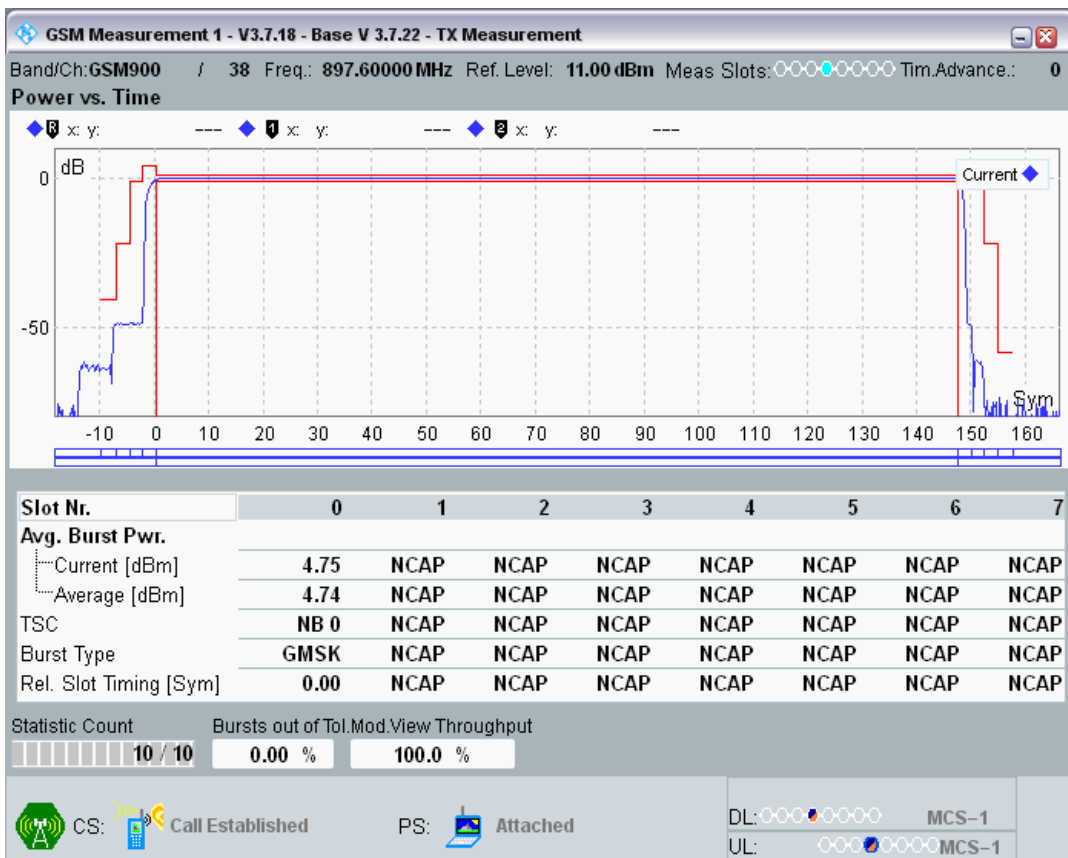 GSM Measurement 1 - V3.7.18 - Base V 3.7.22 - TX Measurement
Band/Ch:GSM900 / 38 Freq.: 897.60000 MHz Ref. Level: 11.00 dBm Meas Slots: Tim.Advance.: 0
Power vs. Time
R x: y: --- 1 x: y: --- 2 x: y: ---
dB
Current
0
-50
Sym
-10 0 10 20 30 40 50 60 70 80 90 100 110 120 130 140 150 160
Slot Nr. 0 1 2 3 4 5 6 7
Avg. Burst Pwr.
Current [dBm] 4.75 NCAP NCAP NCAP NCAP NCAP NCAP NCAP
Average [dBm] 4.74 NCAP NCAP NCAP NCAP NCAP NCAP NCAP
TSC NB 0 NCAP NCAP NCAP NCAP NCAP NCAP NCAP
Burst Type GMSK NCAP NCAP NCAP NCAP NCAP NCAP NCAP
Rel. Slot Timing [Sym] 0.00 NCAP NCAP NCAP NCAP NCAP NCAP NCAP
Statistic Count Bursts out of Tol.Mod.View Throughput
10 / 10 0.00 % 100.0 %
CS: Call Established PS: Attached
DL: MCS-1
UL: MCS-1